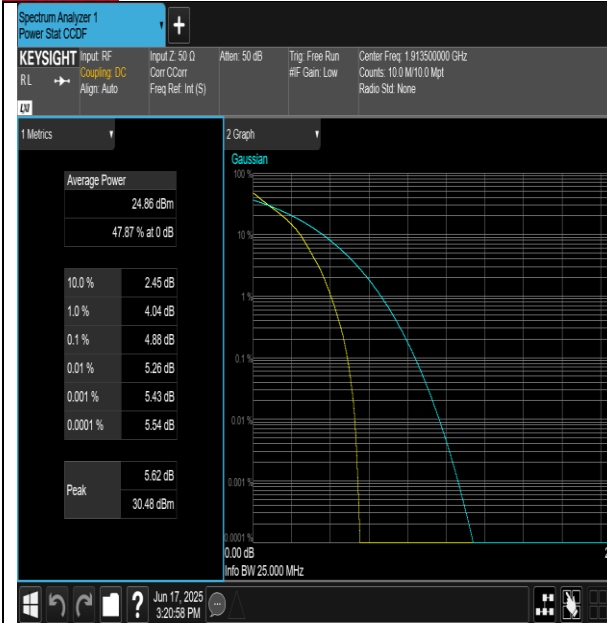 Spectrum Analyzer 1
Power Stat CCDF
+
KEYSIGHT
RL
Input: RF
Coupling: DC
Align: Auto
Input Z: 50 Ω
Corr CCorr
Freq Ref: Int (S)
Atten: 50 dB
Trig: Free Run
#IF Gain: Low
Center Freq: 1.913500000 GHz
Counts: 10.0 M/10.0 Mpt
Radio Std: None
LXI
1 Metrics
Average Power
24.86 dBm
47.87 % at 0 dB
10.0 % 2.45 dB
1.0 % 4.04 dB
0.1 % 4.88 dB
0.01 % 5.26 dB
0.001 % 5.43 dB
0.0001 % 5.54 dB
Peak
5.62 dB
30.48 dBm
2 Graph
Gaussian
100 %
10 %
1 %
0.1 %
0.01 %
0.001 %
0.0001 %
0.00 dB
2
Info BW 25.000 MHz
?
Jun 17, 2025
3:20:58 PM